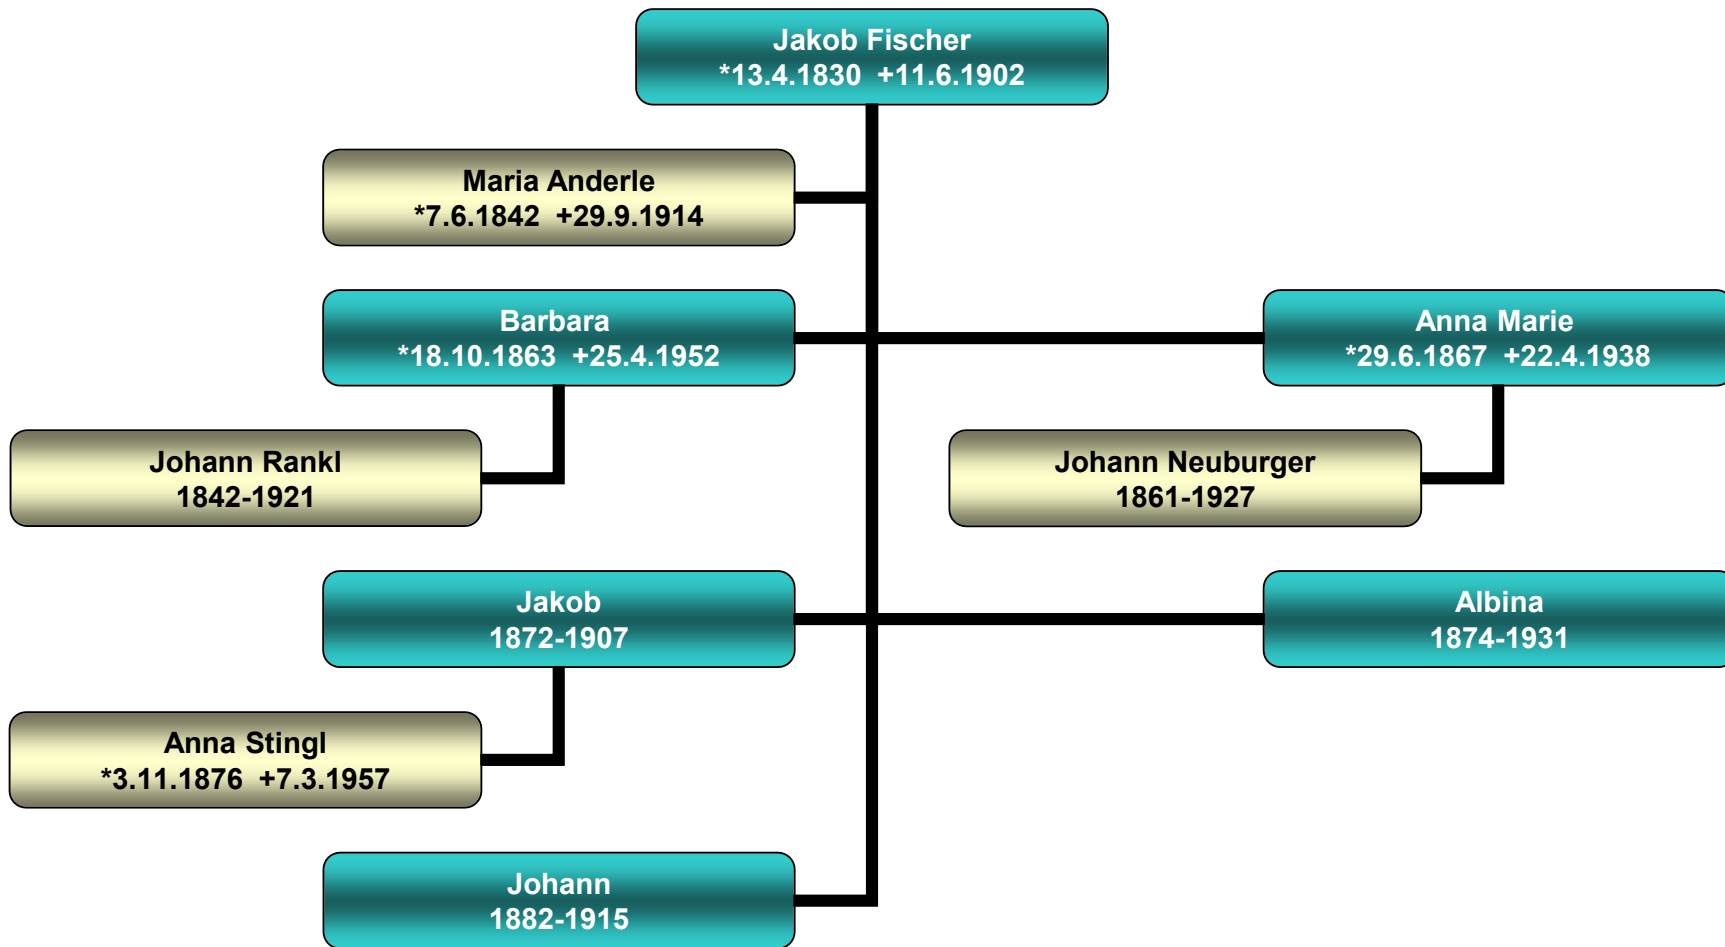 Jakob Fischer
*13.4.1830  +11.6.1902
Maria Anderle
*7.6.1842  +29.9.1914
Barbara
*18.10.1863  +25.4.1952
Anna Marie
*29.6.1867  +22.4.1938
Johann Rankl
1842-1921
Johann Neuburger
1861-1927
Jakob
1872-1907
Albina
1874-1931
Anna Stingl
*3.11.1876  +7.3.1957
Johann
1882-1915